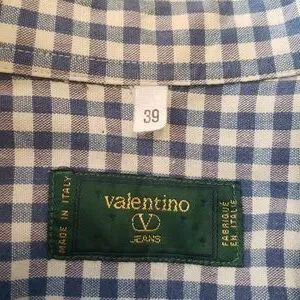 39
MADE IN ITALY
valentino
V
JEANS
FABRIQUÉ
EN ITALIE